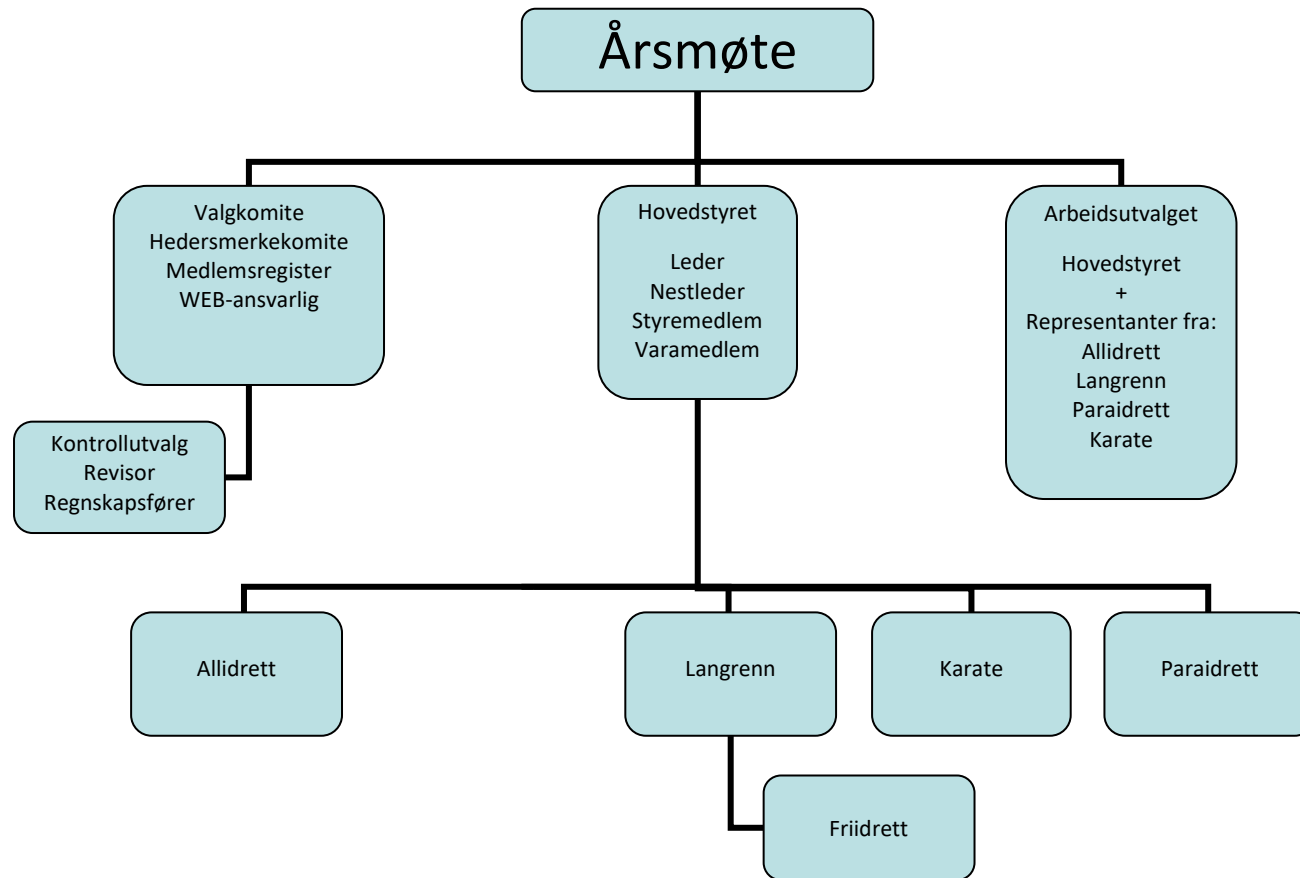 Årsmøte
Valgkomite
Hedersmerkekomite
Medlemsregister
WEB-ansvarlig
Hovedstyret
Leder
Nestleder
Styremedlem
Varamedlem
Arbeidsutvalget
Hovedstyret
+
Representanter fra:
Allidrett
Langrenn
Paraidrett
Karate
Kontrollutvalg
Revisor
Regnskapsfører
Allidrett
Langrenn
Karate
Paraidrett
Friidrett